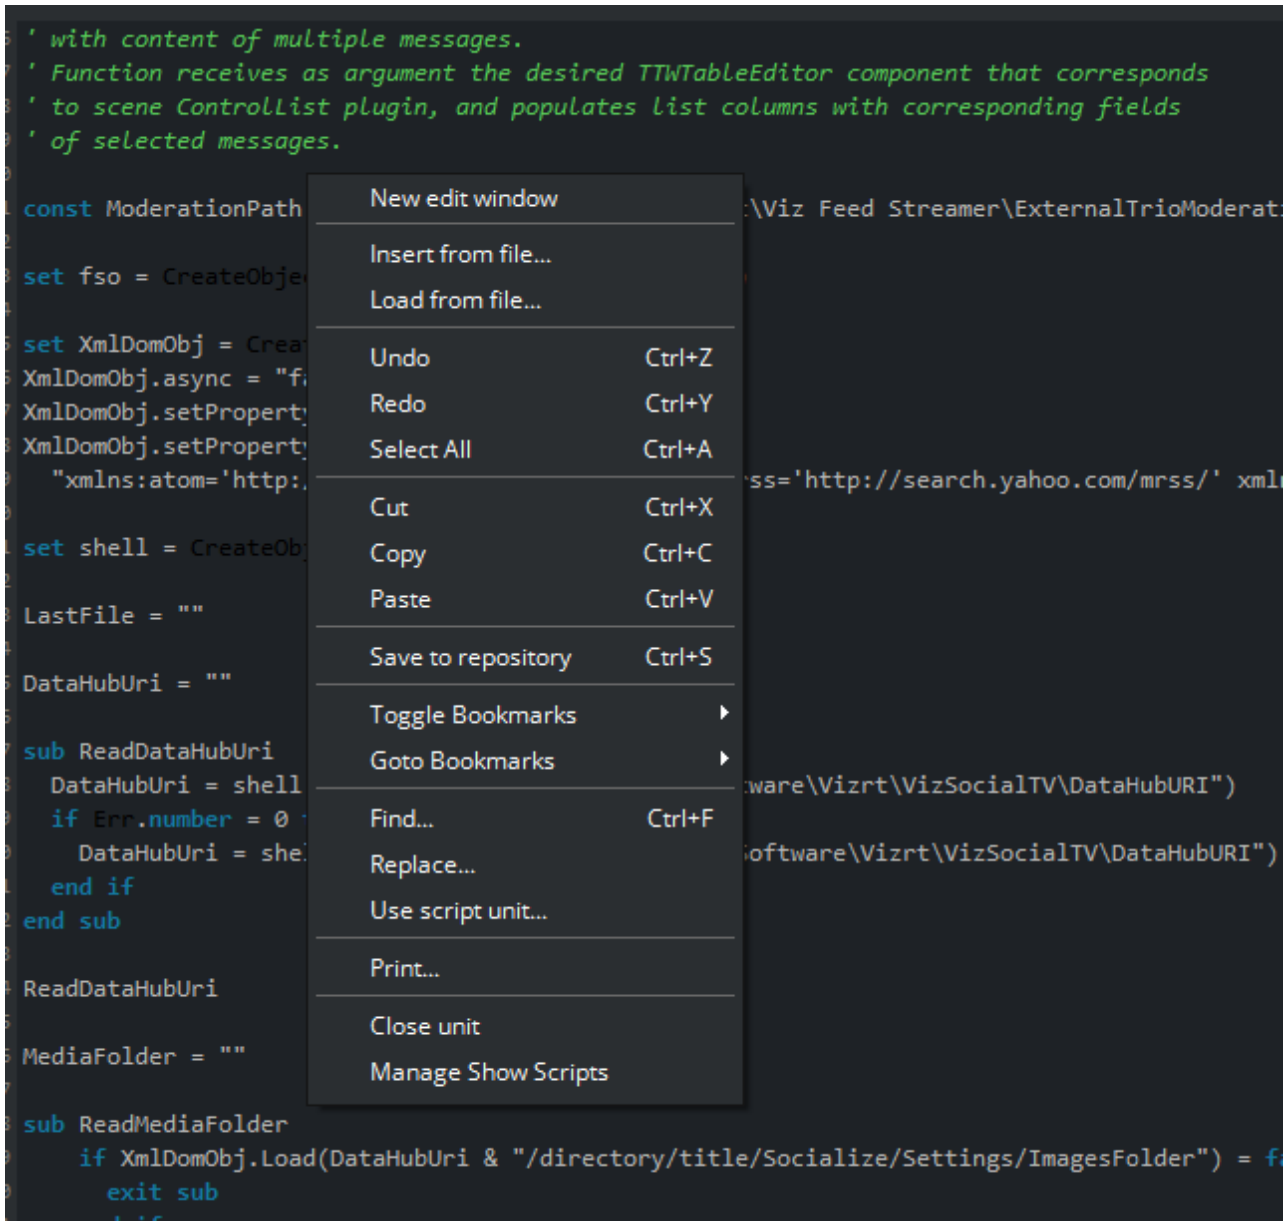 ' with content of multiple messages.
' Function receives as argument the desired TTWTableEditor component that corresponds
' to scene ControlList plugin, and populates list columns with corresponding fields
' of selected messages.
const ModerationPath
:\Viz Feed Streamer\ExternalTrioModerat
set fso = CreateObje
set XmlDomObj = Crea
XmlDomObj.async = "f
XmlDomObj.setProperty
XmlDomObj.setProperty
"xmlns:atom='http:
ss='http://search.yahoo.com/mrss/' xml
set shell = CreateOb
LastFile = ""
DataHubUri = ""
sub ReadDataHubUri
DataHubUri = shell
ware\Vizrt\VizSocialTV\DataHubURI")
if Err.number = 0
DataHubUri = she
oftware\Vizrt\VizSocialTV\DataHubURI")
end if
end sub
ReadDataHubUri
MediaFolder = ""
sub ReadMediaFolder
if XmlDomObj.Load(DataHubUri & "/directory/title/Socialize/Settings/ImagesFolder") = f
exit sub
New edit window
Insert from file...
Load from file...
Undo Ctrl+Z
Redo Ctrl+Y
Select All Ctrl+A
Cut Ctrl+X
Copy Ctrl+C
Paste Ctrl+V
Save to repository Ctrl+S
Toggle Bookmarks
Goto Bookmarks
Find... Ctrl+F
Replace...
Use script unit...
Print...
Close unit
Manage Show Scripts